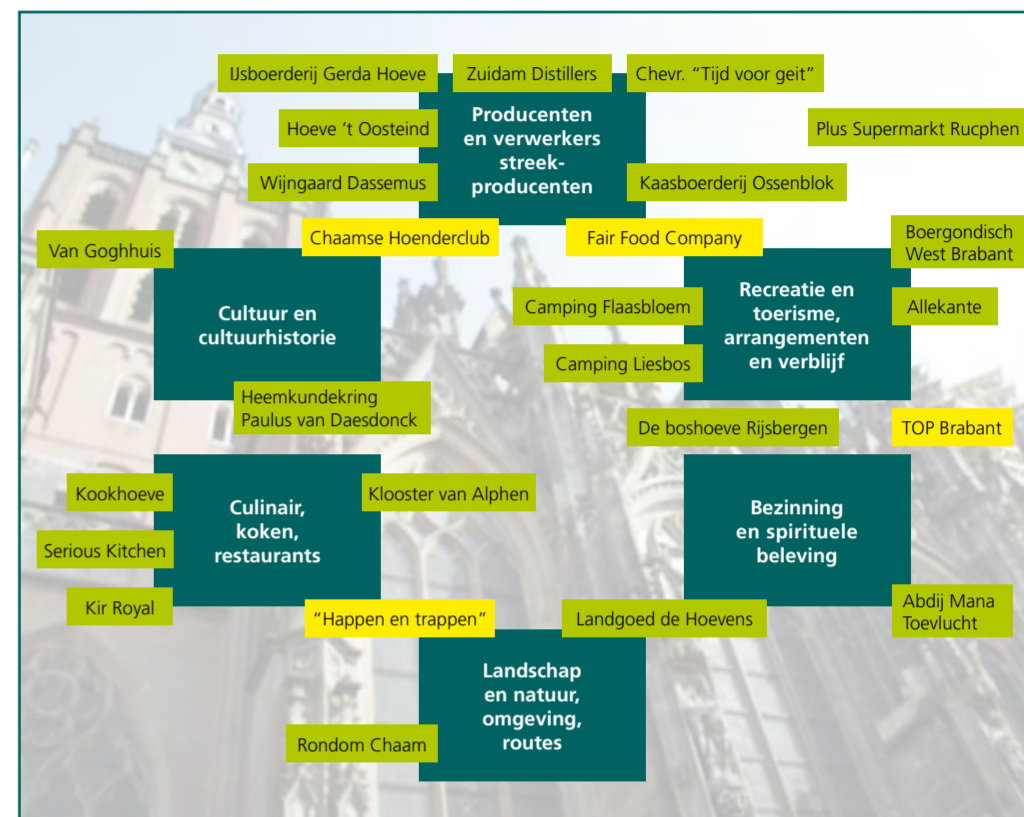 IJsboerderij Gerda Hoeve
Zuidam Distillers
Chevr. “Tijd voor geit”
Hoeve ‘t Oosteind
Producenten
en verwerkers
streek-
producenten
Plus Supermarkt Rucphen
Wijngaard Dassemus
Kaasboerderij Ossenblok
Chaamse Hoenderclub
Fair Food Company
Van Goghhuis
Boergondisch
West Brabant
Cultuur en
cultuurhistorie
Camping Flaasbloem
Recreatie en
toerisme,
arrangementen
en verblijf
Allekante
Camping Liesbos
Heemkundekring
Paulus van Daesdonck
De boshoeve Rijsbergen
TOP Brabant
Kookhoeve
Culinair,
koken,
restaurants
Klooster van Alphen
Bezinning
en spirituele
beleving
Serious Kitchen
Kir Royal
“Happen en trappen”
Landgoed de Hoevens
Abdij Mana
Toevlucht
Landschap
en natuur,
omgeving,
routes
Rondom Chaam